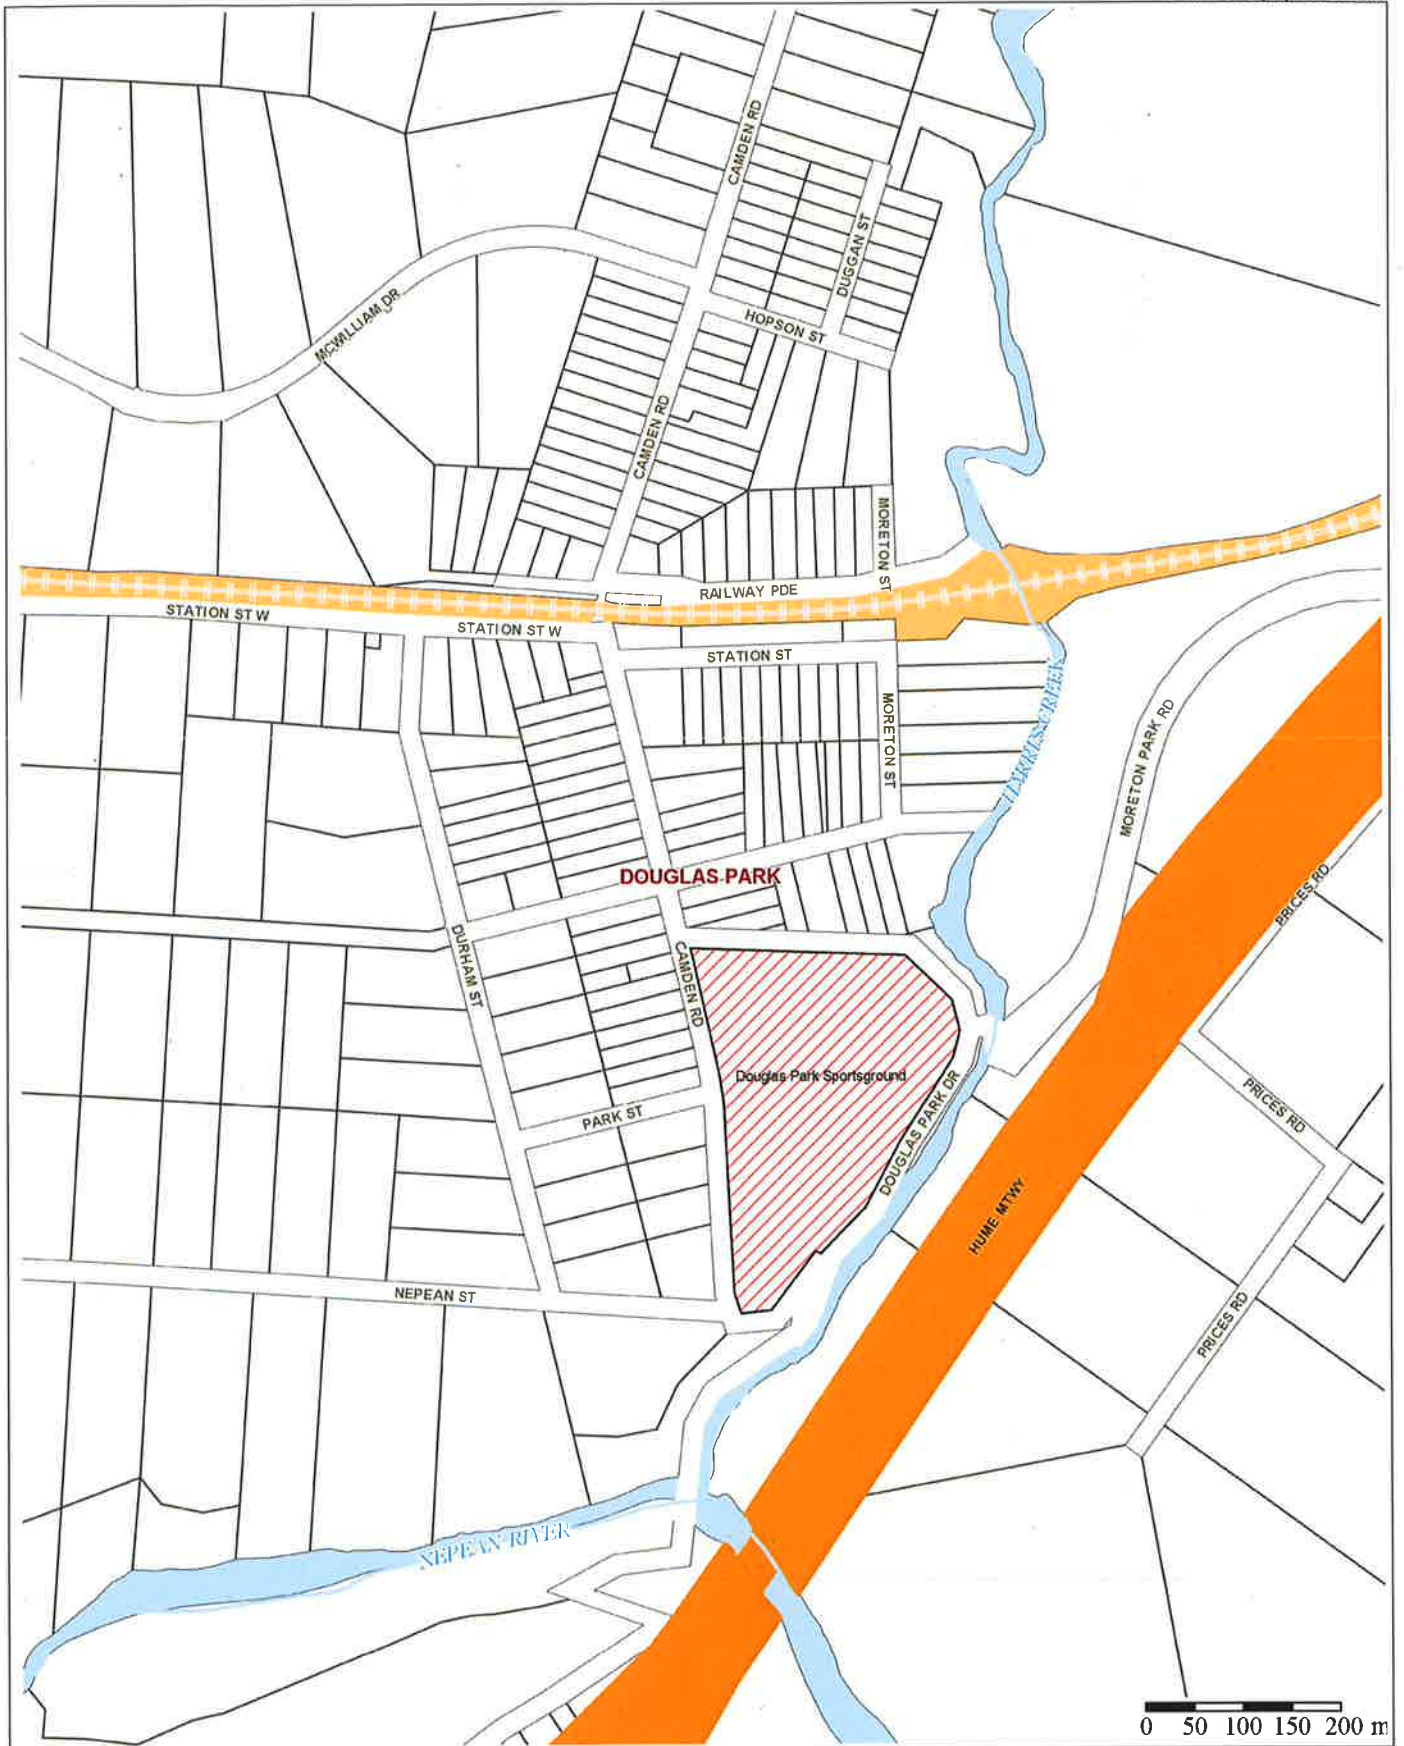 CAMDEN RD
DUGGAN ST
MCWILLIAM DR
HOPSON ST
CAMDEN RD
MORETON ST
RAILWAY PDE
STATION ST W
STATION ST W
STATION ST
HARRIS CREEK
MORETON ST
MORETON PARK RD
DOUGLAS PARK
PRICES RD
DURHAM ST
CAMDEN RD
Douglas Park Sportsground
DOUGLAS PARK DR
PRICES RD
PARK ST
HUME MTWY
NEPEAN ST
PRICES RD
NEPEAN RIVER
0 50 100 150 200 m